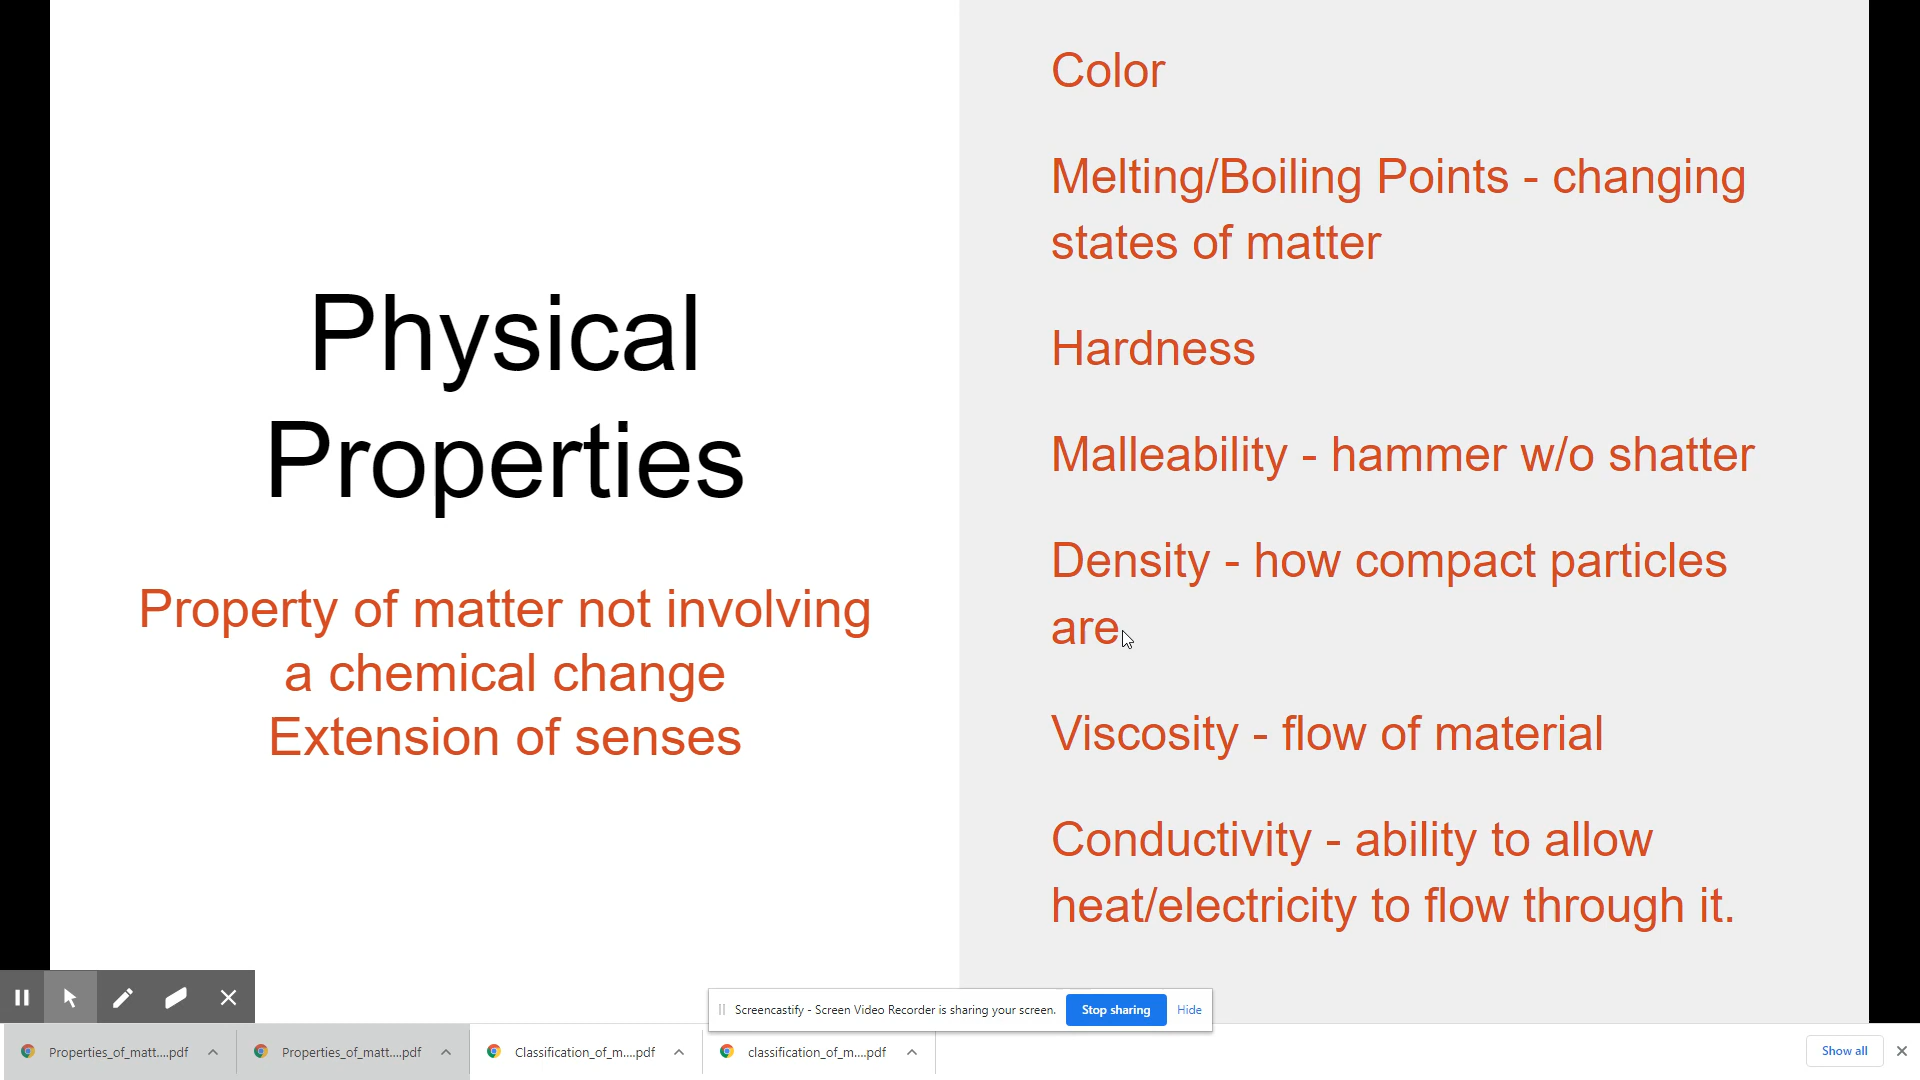 Physical
Properties
Property of matter not involving
a chemical change
Extension of senses
Color
Melting/Boiling Points - changing
states of matter
Hardness
Malleability - hammer w/o shatter
Density - how compact particles
are
Viscosity - flow of material
Conductivity - ability to allow
heat/electricity to flow through it.
Screencastify - Screen Video Recorder is sharing your screen. Stop sharing Hide
Properties_of_matt....pdf Properties_of_matt....pdf Classification_of_m....pdf classification_of_m....pdf Show all